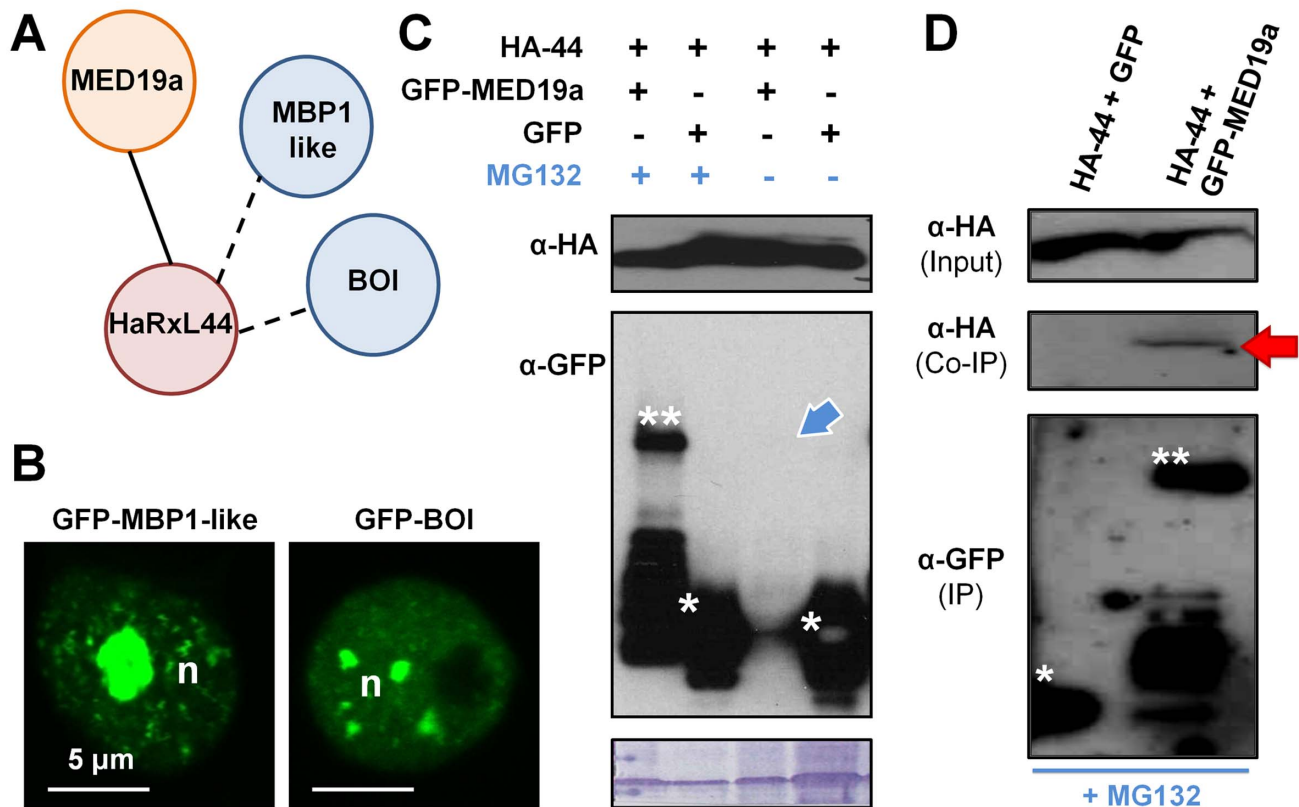 A
MED19a
MBP1
like
BOI
HaRxL44
B
GFP-MBP1-like
GFP-BOI
n
n
5 µm
C
HA-44 + + + +
GFP-MED19a + - + -
GFP - + - +
MG132 + + - -
α-HA
α-GFP
**
*
*
D
HA-44 + GFP
HA-44 +
GFP-MED19a
α-HA
(Input)
α-HA
(Co-IP)
α-GFP
(IP)
**
*
+ MG132